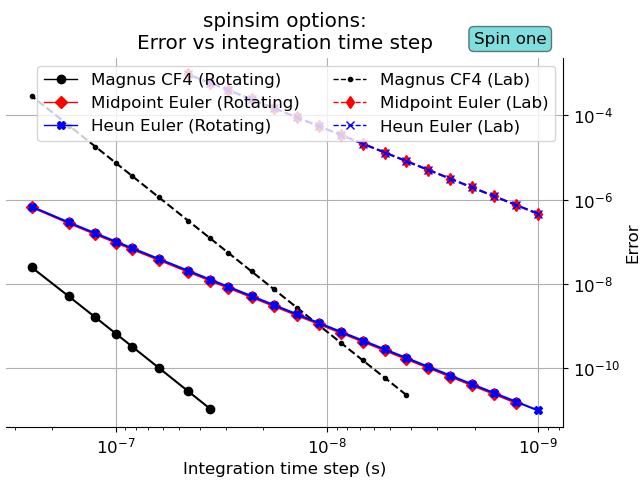 spinsim options:
Error vs integration time step
Spin one
Magnus CF4 (Rotating)
Midpoint Euler (Rotating)
Heun Euler (Rotating)
Magnus CF4 (Lab)
Midpoint Euler (Lab)
Heun Euler (Lab)
10⁻⁴
10⁻⁶
10⁻⁸
10⁻¹⁰
Error
10⁻⁷
10⁻⁸
10⁻⁹
Integration time step (s)